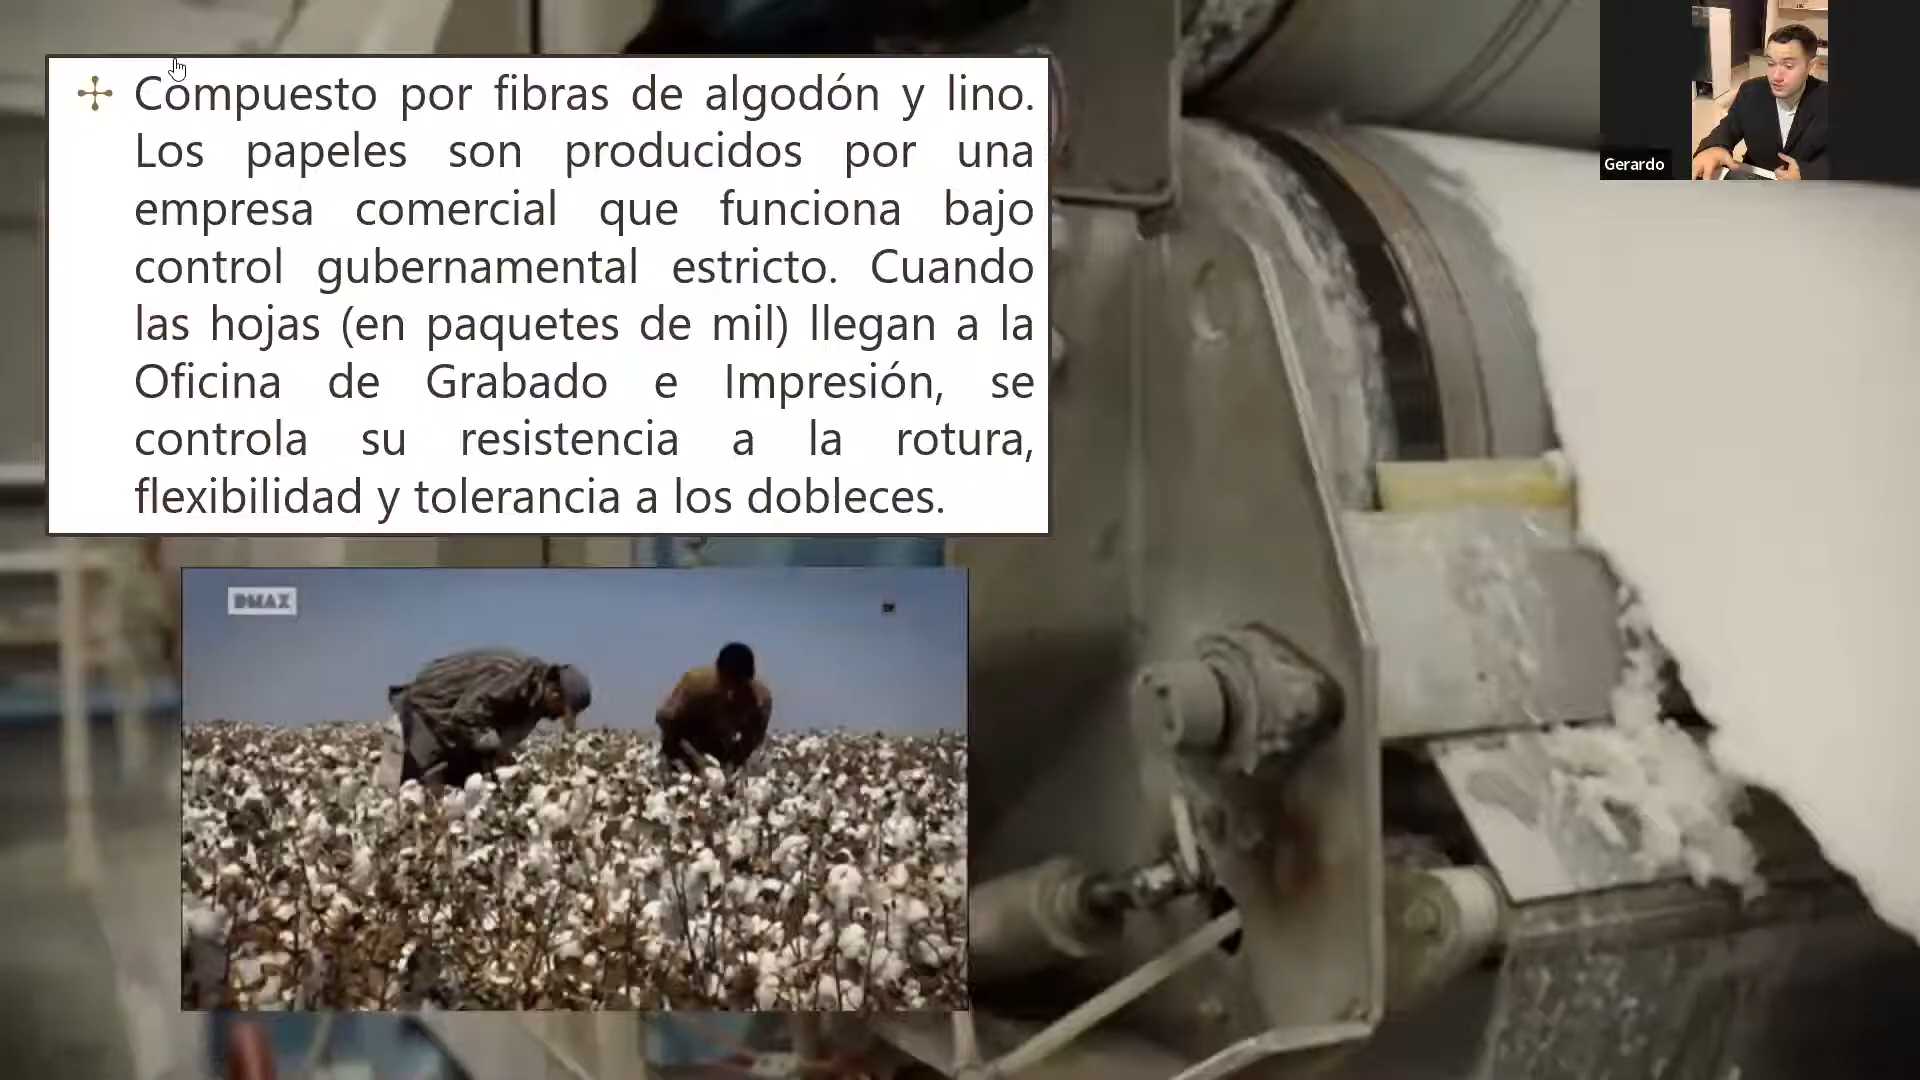 Compuesto por fibras de algodón y lino.
Los papeles son producidos por una
empresa comercial que funciona bajo
control gubernamental estricto. Cuando
las hojas (en paquetes de mil) llegan a la
Oficina de Grabado e Impresión, se
controla su resistencia a la rotura,
flexibilidad y tolerancia a los dobleces.
Gerardo
DMAX